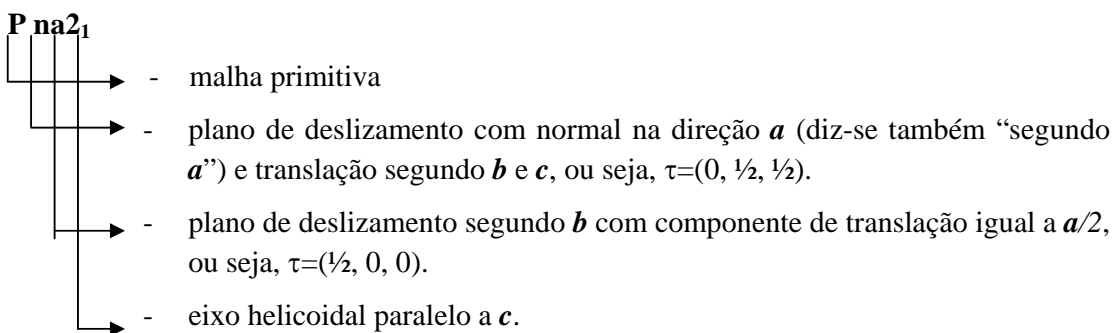 P na2₁
- malha primitiva
- plano de deslizamento com normal na direção a (diz-se também “segundo
a”) e translação segundo b e c, ou seja, τ=(0, ½, ½).
- plano de deslizamento segundo b com componente de translação igual a a/2,
ou seja, τ=(½, 0, 0).
- eixo helicoidal paralelo a c.